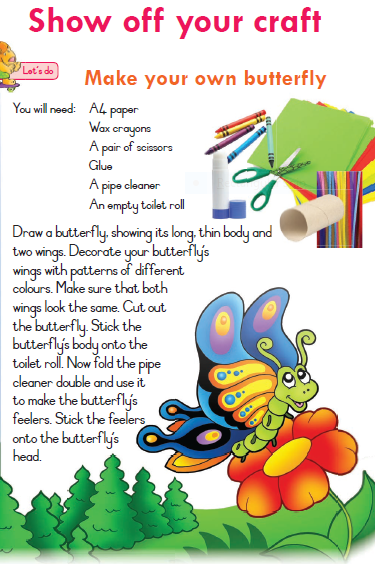 Show off your craft
Let's do
Make your own butterfly
You will need: A4 paper
Wax crayons
A pair of scissors
Glue
A pipe cleaner
An empty toilet roll
Draw a butterfly, showing its long, thin body and
two wings. Decorate your butterfly's
wings with patterns of different
colours. Make sure that both
wings look the same. Cut out
the butterfly. Stick the
butterfly's body onto the
toilet roll. Now fold the pipe
cleaner double and use it
to make the butterfly's
feelers. Stick the feelers
onto the butterfly's
head.